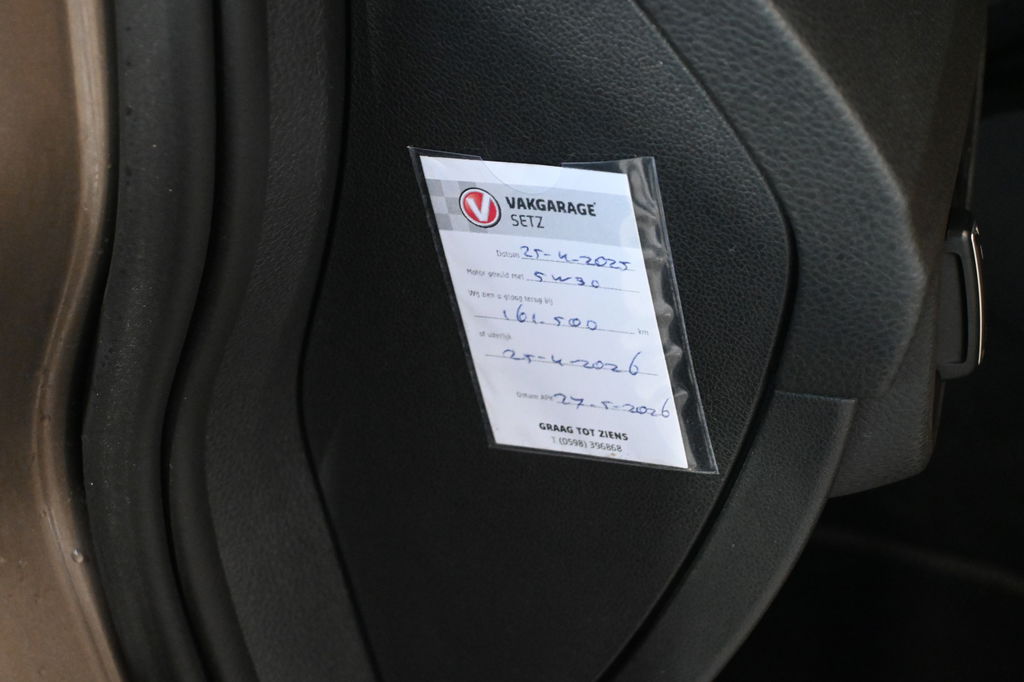 V VAKGARAGE
SETZ
Datum 25-4-2025
Motor gevuld met 5W30
Wij zien u graag terug bij
161.500 km
of uiterlijk
25-4-2026
Datum APK 27-5-2026
GRAAG TOT ZIENS
T. (0598) 396868